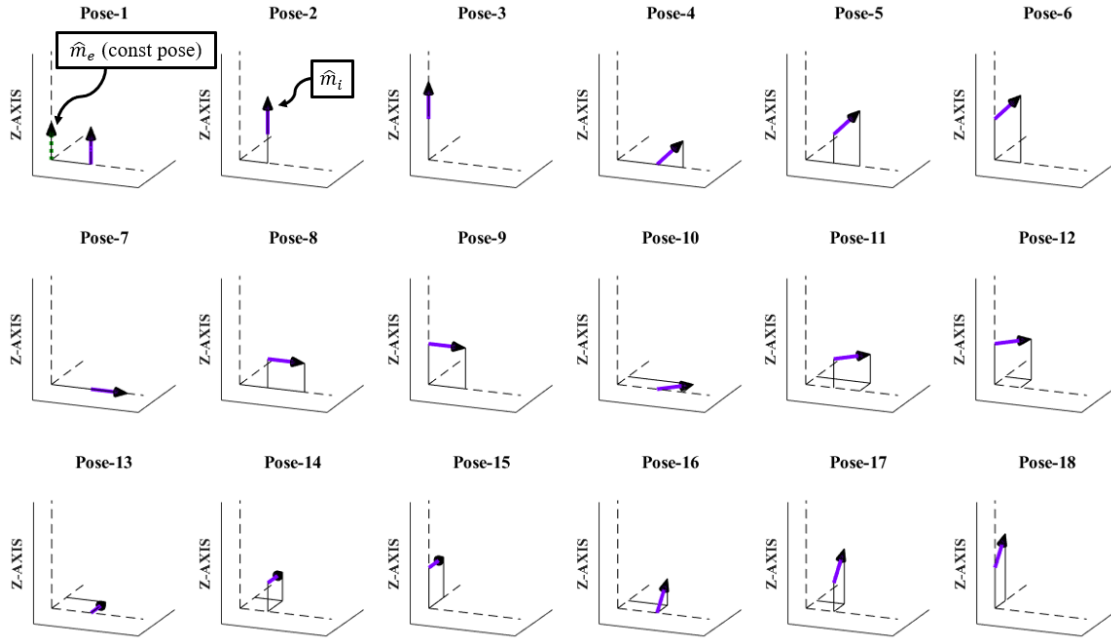 Pose-1 Pose-2 Pose-3 Pose-4 Pose-5 Pose-6
m̂ₑ (const pose)
m̂ᵢ
Z-AXIS Z-AXIS Z-AXIS Z-AXIS Z-AXIS Z-AXIS
Pose-7 Pose-8 Pose-9 Pose-10 Pose-11 Pose-12
Z-AXIS Z-AXIS Z-AXIS Z-AXIS Z-AXIS Z-AXIS
Pose-13 Pose-14 Pose-15 Pose-16 Pose-17 Pose-18
Z-AXIS Z-AXIS Z-AXIS Z-AXIS Z-AXIS Z-AXIS